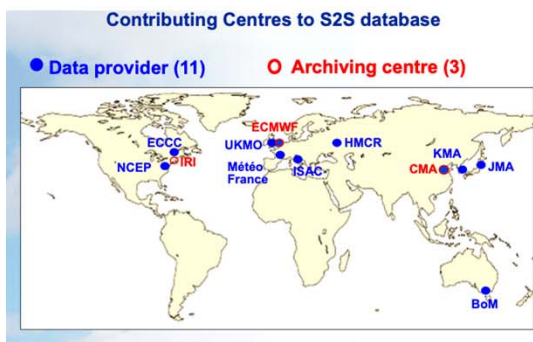 Contributing Centres to S2S database
Data provider (11)
Archiving centre (3)
ECMWF
ECCC
UKMO
HMCR
IRI
KMA
NCEP
Météo
France
ISAC
CMA
JMA
BoM